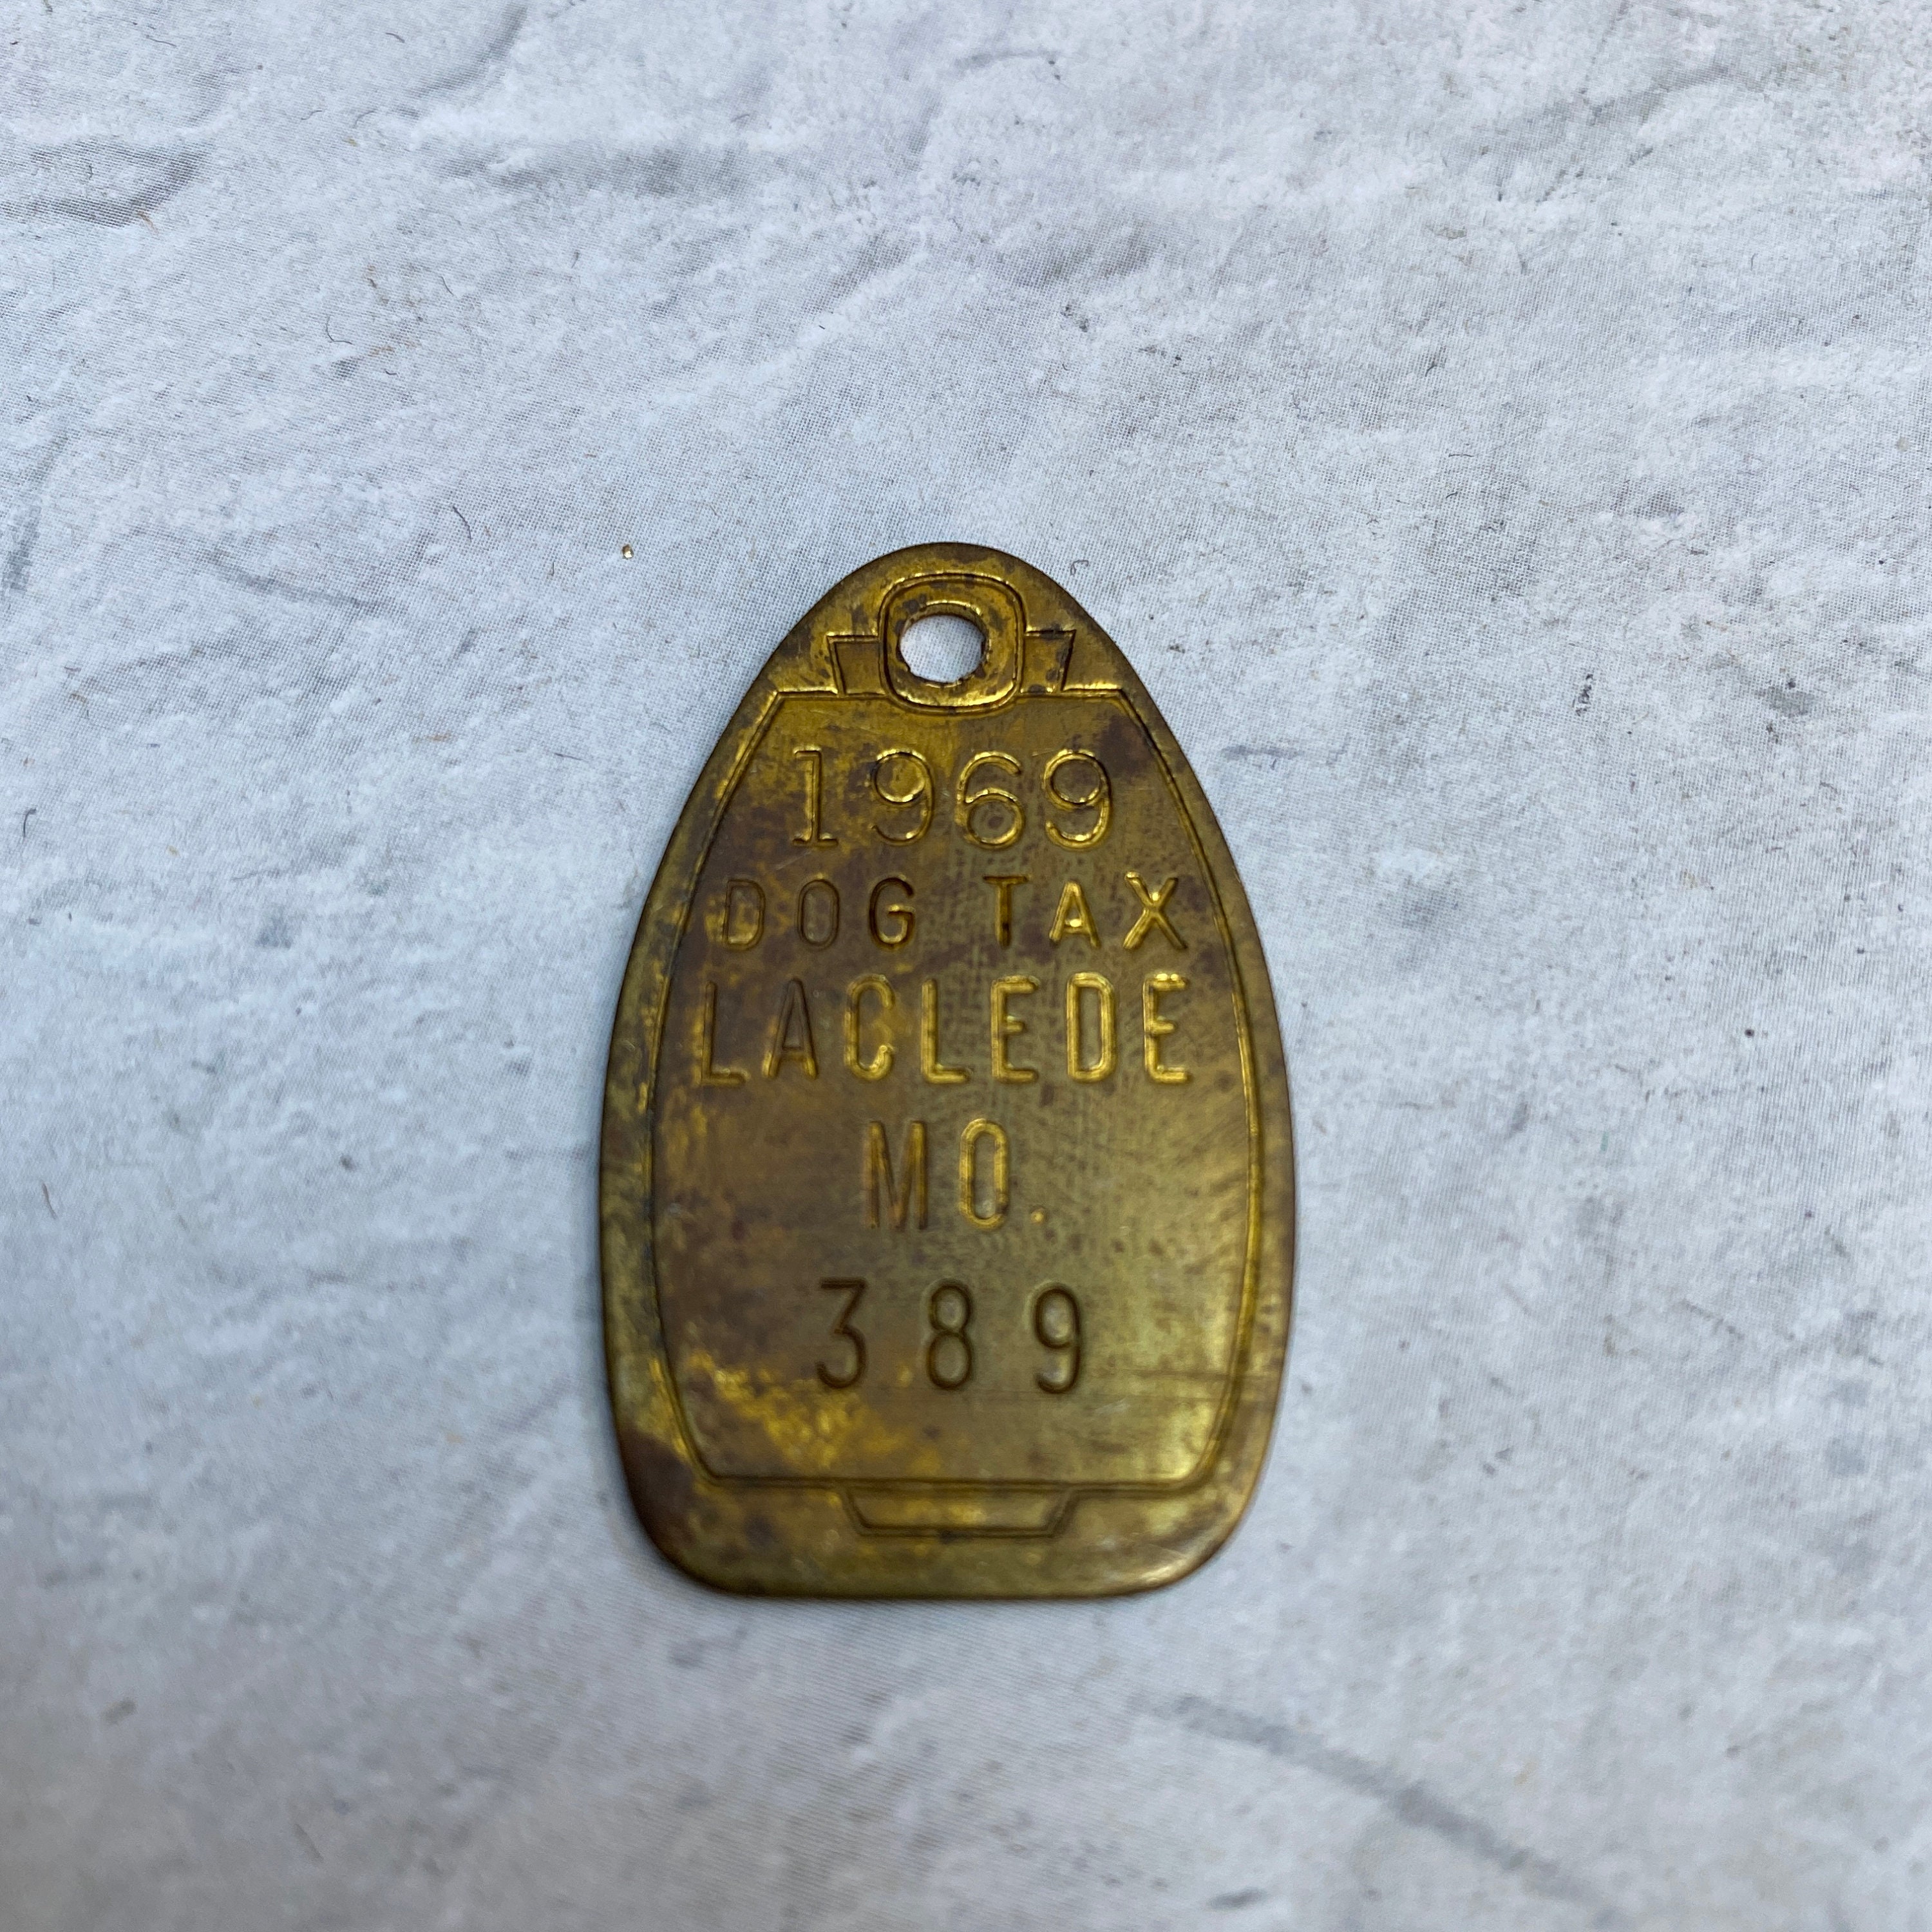 1969
DOG TAX
LACLEDE
MO.
389